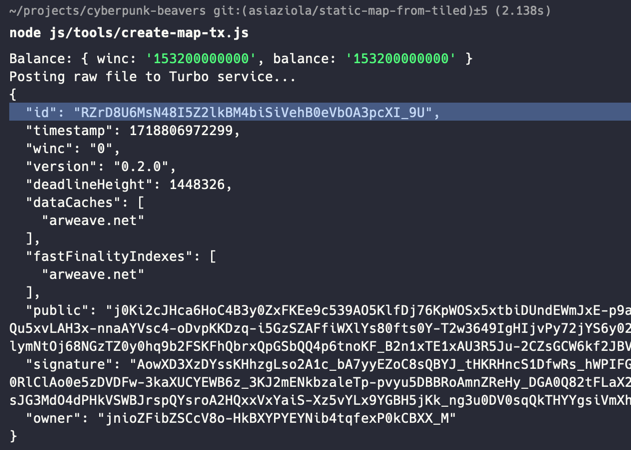 ~/projects/cyberpunk-beavers git:(asiaziola/static-map-from-tiled)±5 (2.138s)
node js/tools/create-map-tx.js
Balance: { winc: '153200000000', balance: '153200000000' }
Posting raw file to Turbo service...
{
"id": "RZrD8U6MsN48I5Z2lkBM4biSiVehB0eVbOA3pcXI_9U",
"timestamp": 1718806972299,
"winc": "0",
"version": "0.2.0",
"deadlineHeight": 1448326,
"dataCaches": [
"arweave.net"
],
"fastFinalityIndexes": [
"arweave.net"
],
"public": "j0Ki2cJHca6HoC4B3y0ZxFKEe9c539AO5KlfDj76KpWOSx5xtbiDUndEWmJxE-p9a
Qu5xvLAH3x-nnaAYVsc4-oDvpKKDzq-i5GzSZAFfiWXlYs80fts0Y-T2w3649IgHIjvPy72jYS6y02
lymNtOj68NGzTZ0y0hq9b2FSKFhQbrxQpGSbQQ4p6tnoKF_B2n1xTE1xAU3R5Ju-2CZsGCW6kf2JBV
"signature": "AowXD3XzDYssKHhzgLso2A1c_bA7yyEZoC8sQBYJ_tHKRHncS1DfwRs_hWPIFG
0RlClAo0e5zDVDFw-3kaXUCYEWB6z_3KJ2mENkbzaleTp-pvyu5DBBRoAmnZReHy_DGA0Q82tFLaX2
sJG3MdO4dPHkVSWBJrspQYsroA2HQxxVxYaiS-Xz5vYLx9YGBH5jKk_ng3u0DV0sqQkTHYYgsiVmXh
"owner": "jnioZFibZSCcV8o-HkBXYPYEYNib4tqfexP0kCBXX_M"
}